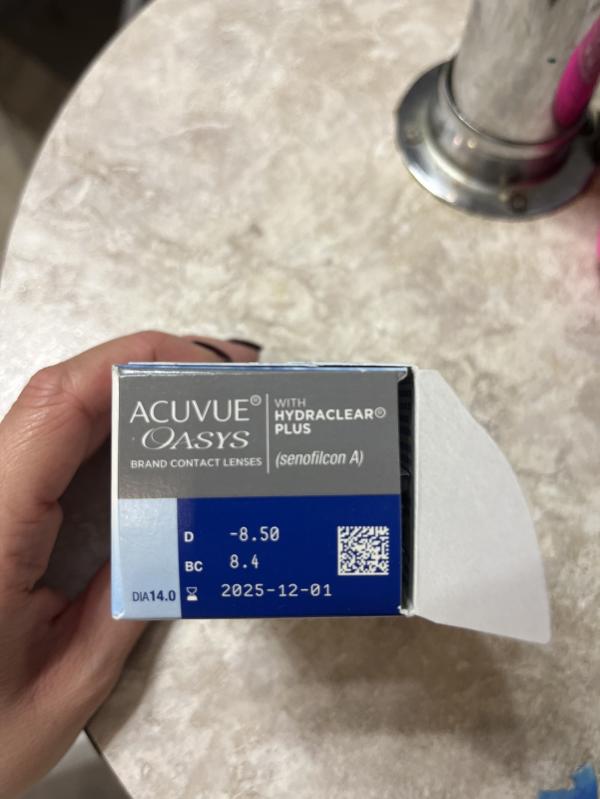 ACUVUE®
OASYS
BRAND CONTACT LENSES
WITH
HYDRACLEAR®
PLUS
(senofilcon A)
D -8.50
BC 8.4
DIA14.0
2025-12-01